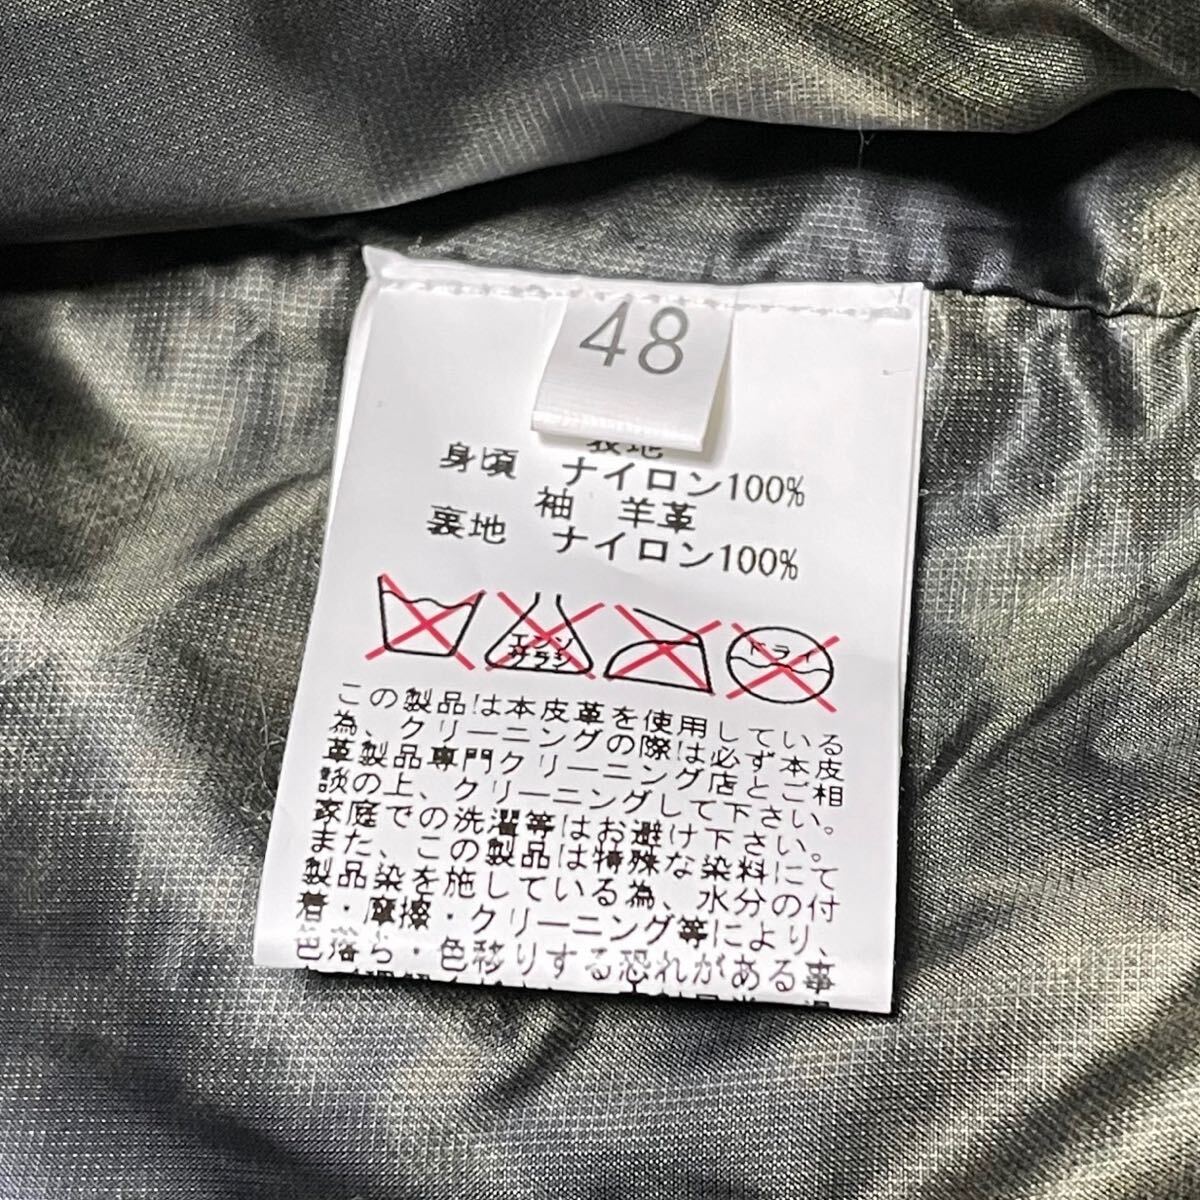 48
表地
身頃 ナイロン100%
袖 羊革
裏地 ナイロン100%
エンソ
サラシ
ドライ
この製品は本皮革を使用している
為、クリーニングの際は必ず本皮
革製品専門クリーニング店とご相
談の上、クリーニングして下さい。
家庭での洗濯等はお避け下さい。
また、この製品は特殊な染料にて
製品染を施している為、水分の付
着・摩擦・クリーニング等により、
色落ち・色移りする恐れがある事